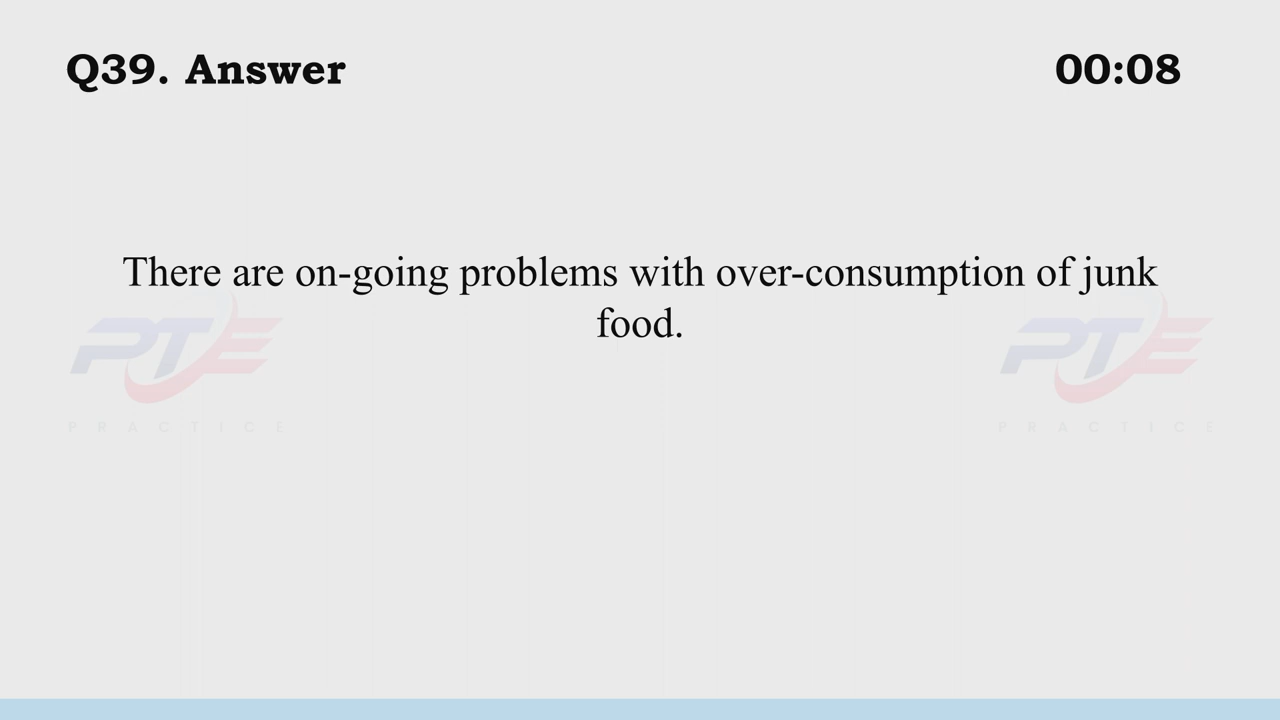 Q39. Answer
00:08
There are on-going problems with over-consumption of junk
food.
PTE
PRACTICE
PTE
PRACTICE